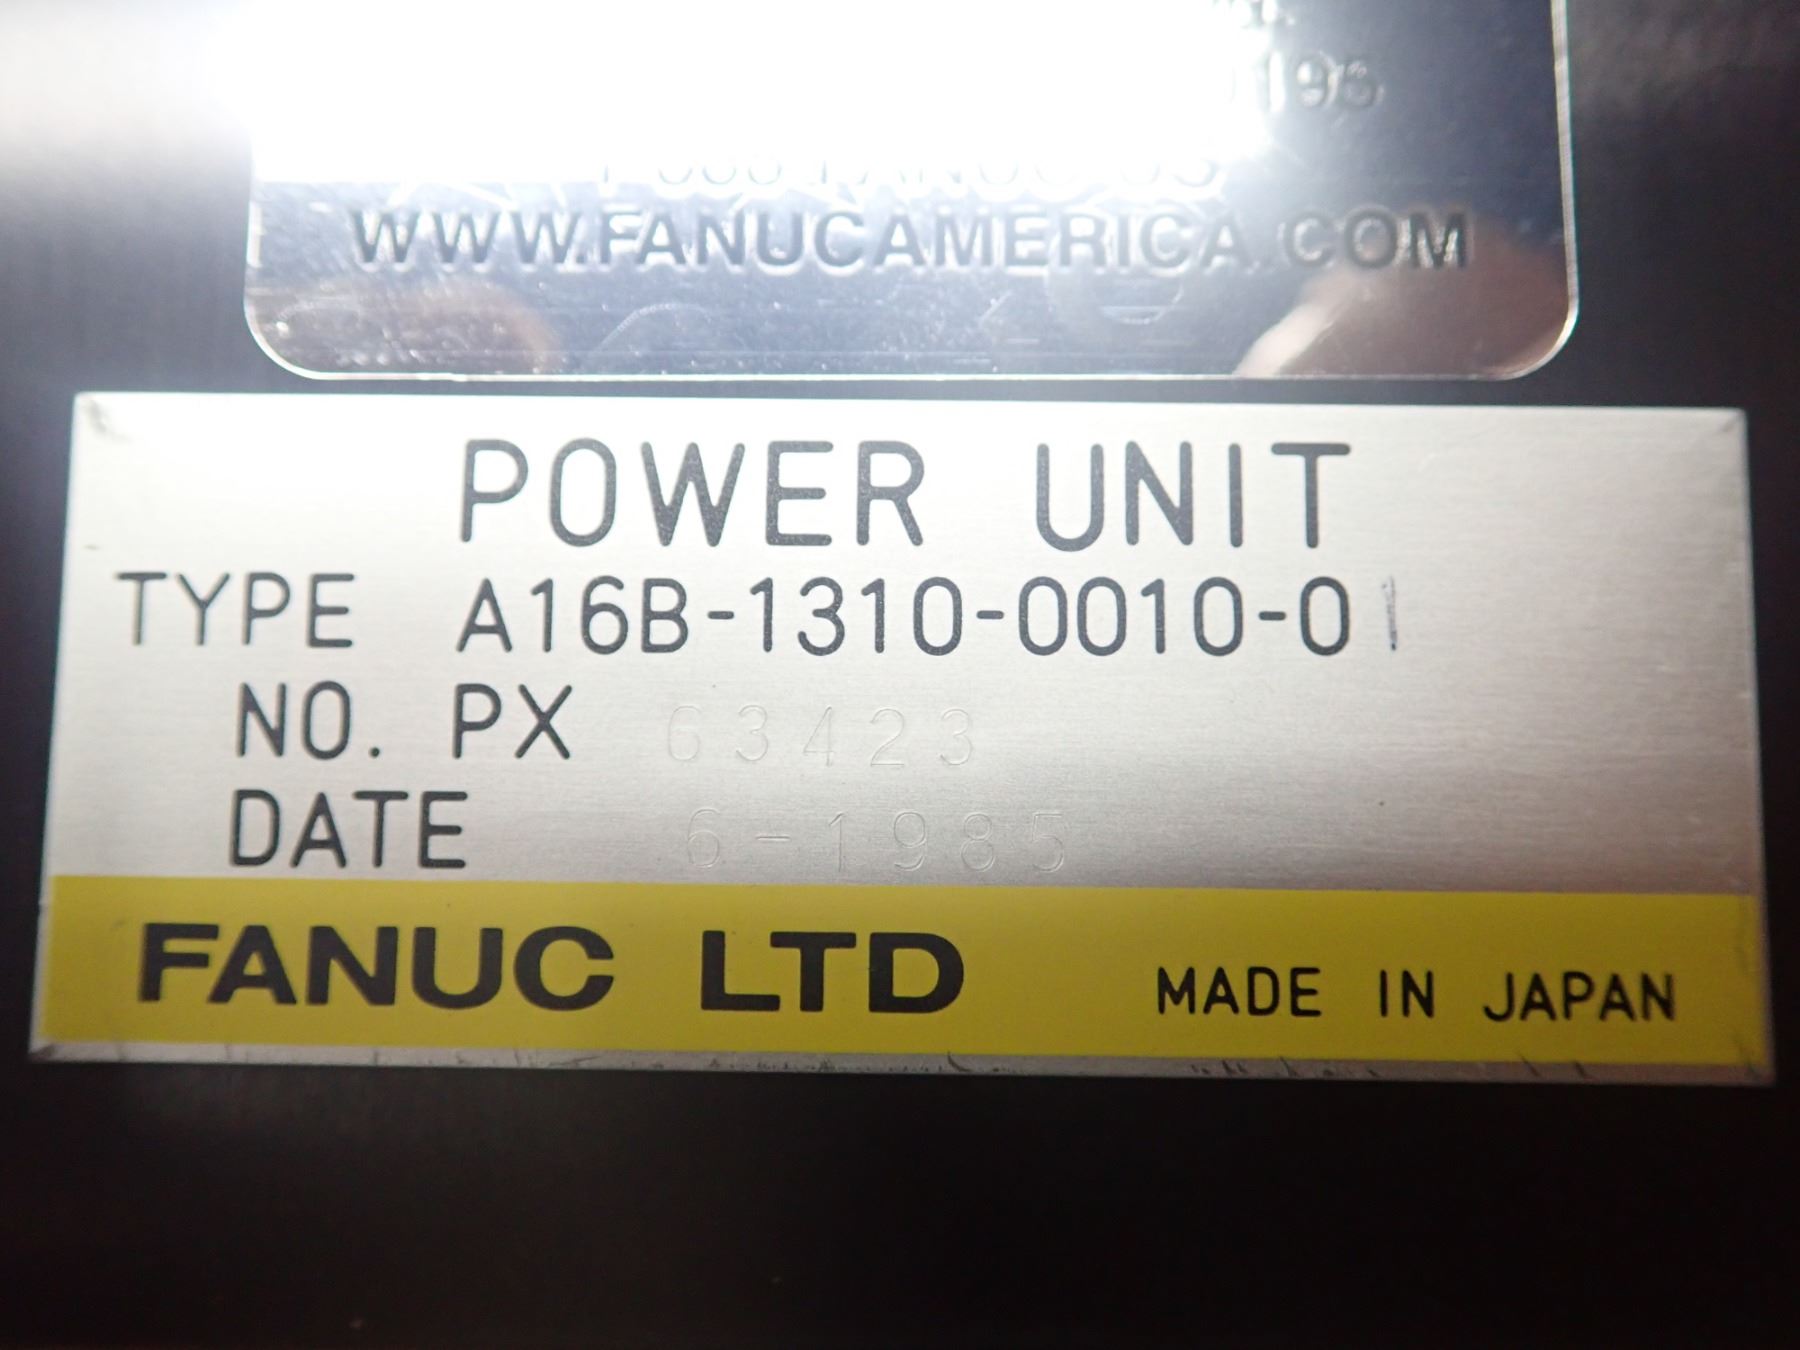 WWW.FANUCAMERICA.COM
POWER UNIT
TYPE A16B-1310-0010-01
NO. PX 63423
DATE 6-1985
FANUC LTD MADE IN JAPAN